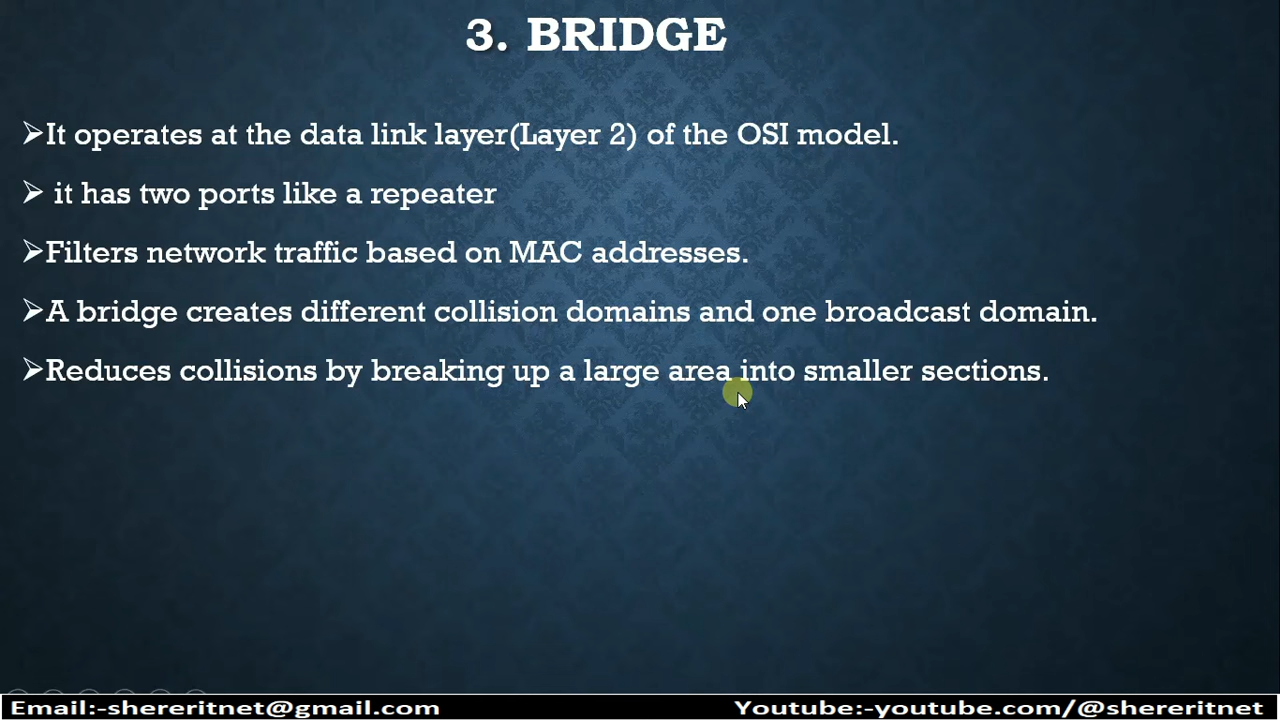 3. BRIDGE
➢It operates at the data link layer(Layer 2) of the OSI model.
➢ it has two ports like a repeater
➢Filters network traffic based on MAC addresses.
➢A bridge creates different collision domains and one broadcast domain.
➢Reduces collisions by breaking up a large area into smaller sections.
Email:-shereritnet@gmail.com
Youtube:-youtube.com/@shereritnet